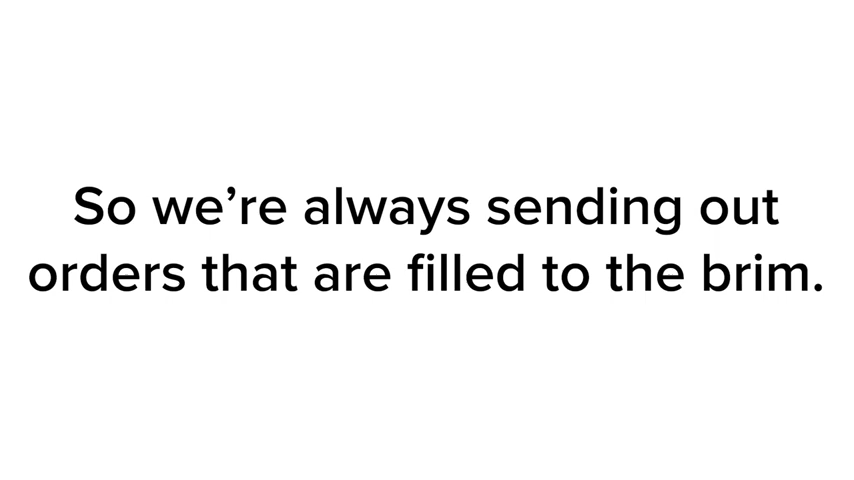 So we’re always sending out
orders that are filled to the brim.